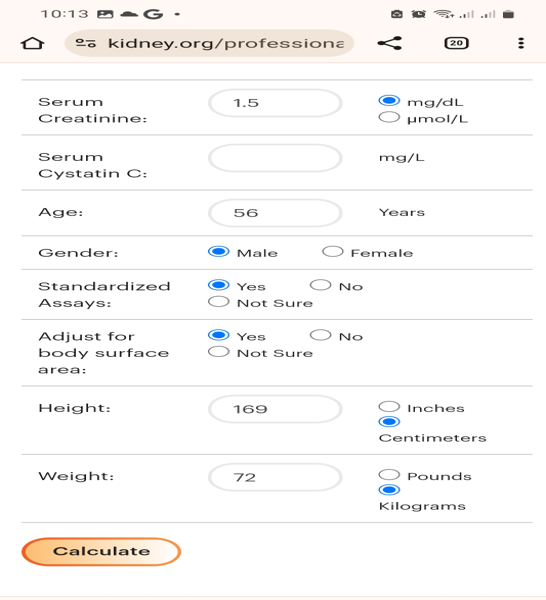 10:13
kidney.org/professiona
20
Serum Creatinine:
1.5
mg/dL
µmol/L
Serum Cystatin C:
mg/L
Age:
56
Years
Gender:
Male
Female
Standardized Assays:
Yes
No
Not Sure
Adjust for body surface area:
Yes
No
Not Sure
Height:
169
Inches
Centimeters
Weight:
72
Pounds
Kilograms
Calculate